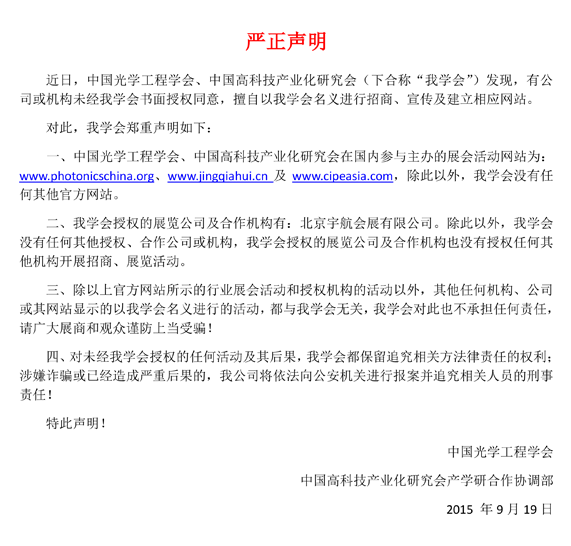 严正声明
近日，中国光学工程学会、中国高科技产业化研究会（下合称“我学会”）发现，有公
司或机构未经我学会书面授权同意，擅自以我学会名义进行招商、宣传及建立相应网站。
对此，我学会郑重声明如下：
一、中国光学工程学会、中国高科技产业化研究会在国内参与主办的展会活动网站为：
www.photonicschina.org、www.jingqiahui.cn 及 www.cipeasia.com，除此以外，我学会没有任
何其他官方网站。
二、我学会授权的展览公司及合作机构有：北京宇航会展有限公司。除此以外，我学会
没有任何其他授权、合作公司或机构，我学会授权的展览公司及合作机构也没有授权任何其
他机构开展招商、展览活动。
三、除以上官方网站所示的行业展会活动和授权机构的活动以外，其他任何机构、公司
或其网站显示的以我学会名义进行的活动，都与我学会无关，我学会对此也不承担任何责任，
请广大展商和观众谨防上当受骗！
四、对未经我学会授权的任何活动及其后果，我学会都保留追究相关方法律责任的权利；
涉嫌诈骗或已经造成严重后果的，我公司将依法向公安机关进行报案并追究相关人员的刑事
责任！
特此声明！
中国光学工程学会
中国高科技产业化研究会产学研合作协调部
2015 年 9 月 19 日